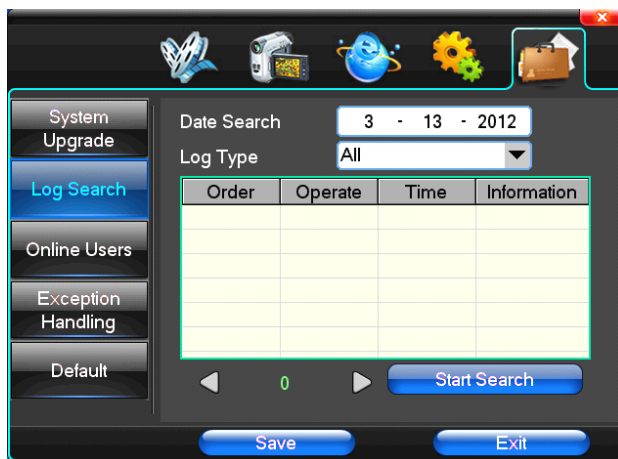 System
Upgrade
Log Search
Online Users
Exception
Handling
Default
Date Search 3 - 13 - 2012
Log Type All
Order Operate Time Information
0 Start Search
Save Exit